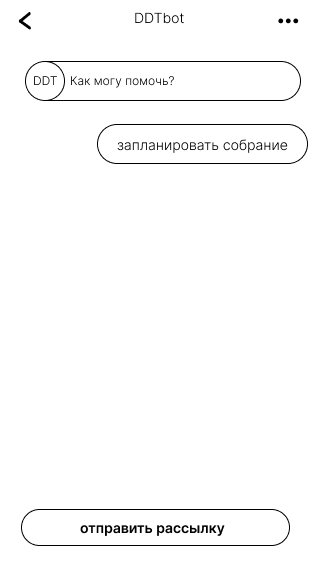 DDTbot
DDT Как могу помочь?
запланировать собрание
отправить рассылку